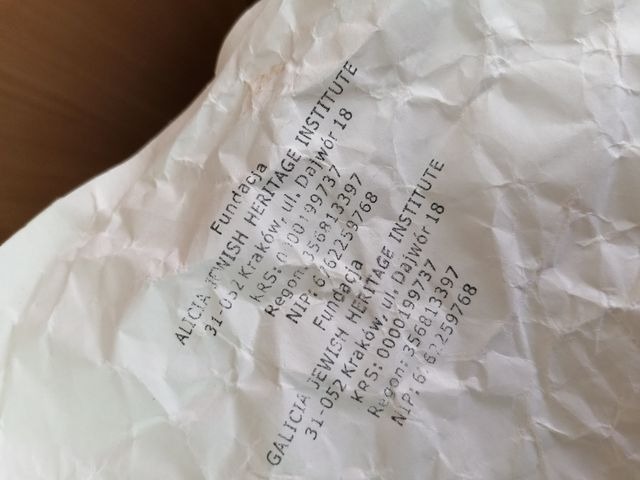 Fundacja
ALICIA JEWISH HERITAGE INSTITUTE
31-052 Kraków, ul. Dajwór 18
KRS: 0000199737
Regon: 356813397
NIP: 6762259768
Fundacja
GALICIA JEWISH HERITAGE INSTITUTE
31-052 Kraków, ul. Dajwór 18
KRS: 0000199737
Regon: 356813397
NIP: 6762259768